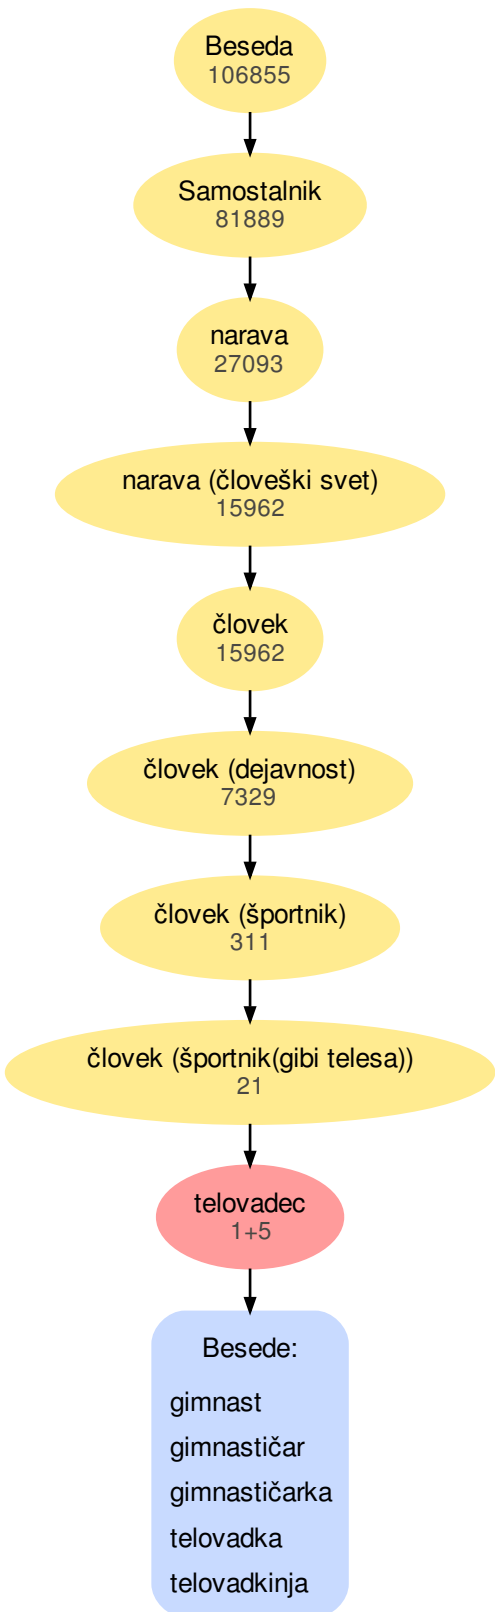 Beseda
106855
Samostalnik
81889
narava
27093
narava (človeški svet)
15962
človek
15962
človek (dejavnost)
7329
človek (športnik)
311
človek (športnik(gibi telesa))
21
telovadec
1+5
Besede:
gimnast
gimnastičar
gimnastičarka
telovadka
telovadkinja